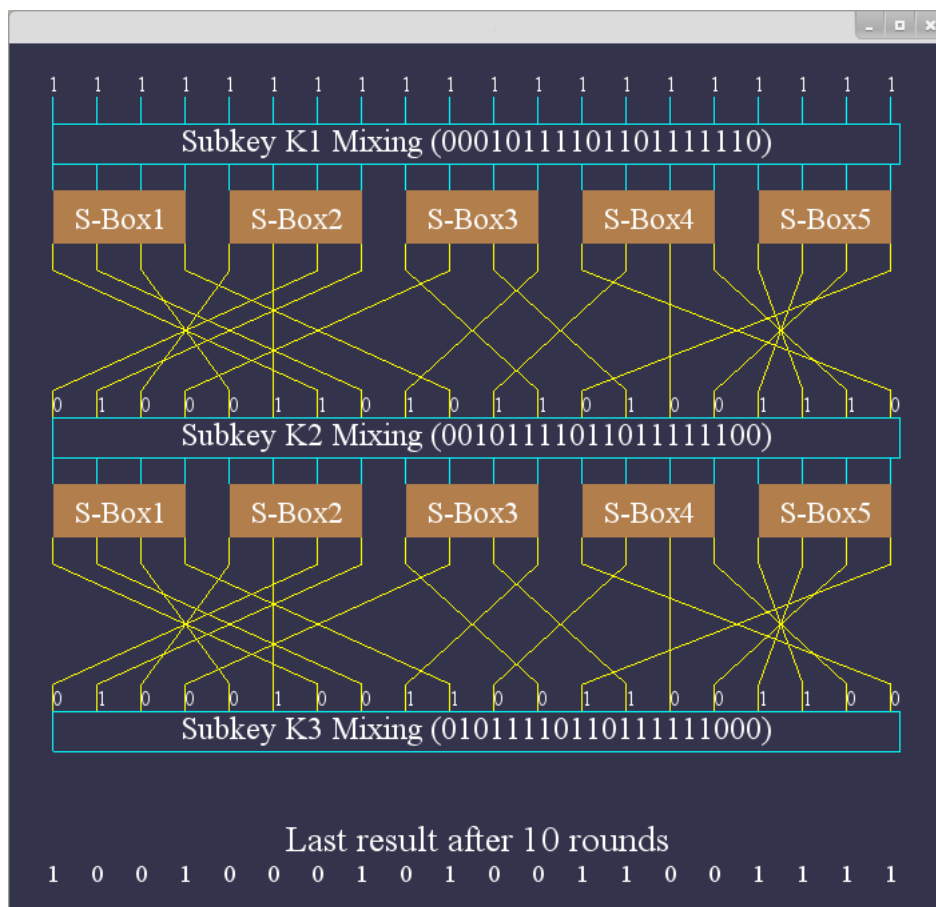 1 1 1 1 1 1 1 1 1 1 1 1 1 1 1 1 1 1 1 1
Subkey K1 Mixing (00010111101101111110)
S-Box1 S-Box2 S-Box3 S-Box4 S-Box5
0 1 0 0 0 1 1 0 1 0 1 1 0 1 0 0 1 1 1 0
Subkey K2 Mixing (00101111011011111100)
S-Box1 S-Box2 S-Box3 S-Box4 S-Box5
0 1 0 0 0 1 0 0 1 1 0 0 1 1 0 0 1 1 0 0
Subkey K3 Mixing (01011110110111111000)
Last result after 10 rounds
1 0 0 1 0 0 0 1 0 1 0 0 1 1 0 0 1 1 1 1